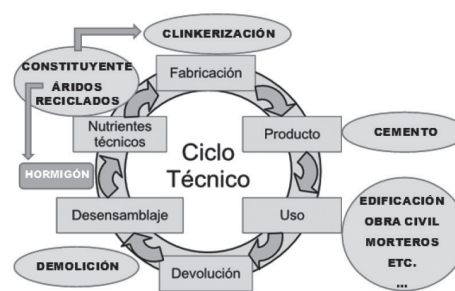 CLINKERIZACIÓN
CONSTITUYENTE
ÁRIDOS
RECICLADOS
Fabricación
Nutrientes
técnicos
Producto
CEMENTO
Ciclo
Técnico
HORMIGÓN
Desensamblaje
Uso
EDIFICACIÓN
OBRA CIVIL
MORTEROS
ETC.
...
DEMOLICIÓN
Devolución